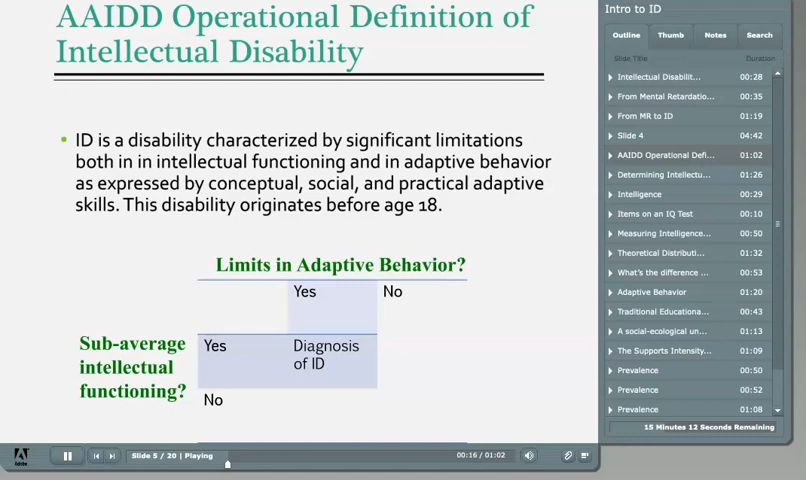 AAIDD Operational Definition of
Intellectual Disability
ID is a disability characterized by significant limitations
both in in intellectual functioning and in adaptive behavior
as expressed by conceptual, social, and practical adaptive
skills. This disability originates before age 18.
Limits in Adaptive Behavior?
Yes No
Sub-average
intellectual
functioning?
Yes Diagnosis
of ID
No
Adobe
Slide 5 / 20 | Playing
00:16 / 01:02
Intro to ID
Outline Thumb Notes Search
Slide Title Duration
Intellectual Disabilit... 00:28
From Mental Retardatio... 00:35
From MR to ID 01:19
Slide 4 04:42
AAIDD Operational Defi... 01:02
Determining Intellectu... 01:26
Intelligence 00:29
Items on an IQ Test 00:10
Measuring Intelligence... 00:50
Theoretical Distributi... 01:32
What's the difference ... 00:53
Adaptive Behavior 01:20
Traditional Educationa... 00:43
A social-ecological un... 01:13
The Supports Intensity... 01:09
Prevalence 00:50
Prevalence 00:52
Prevalence 01:08
15 Minutes 12 Seconds Remaining